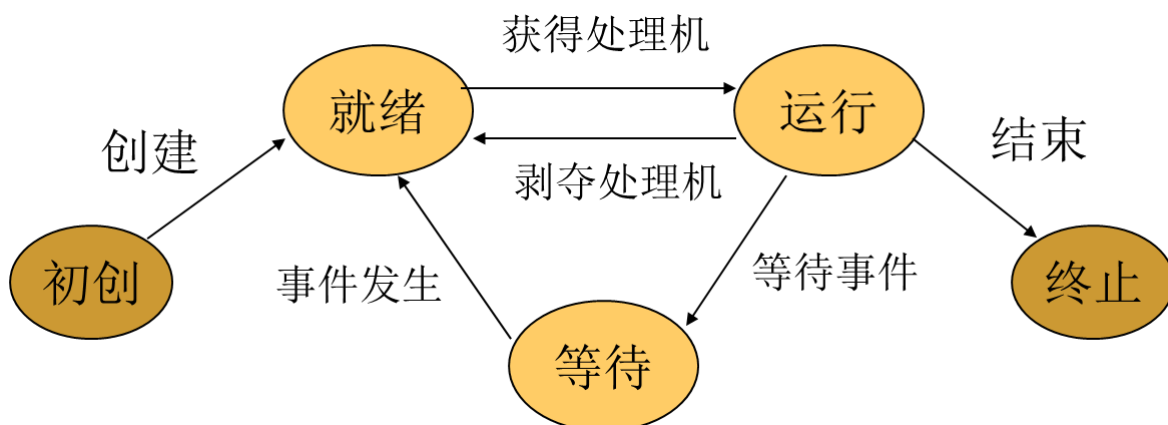 获得处理机
就绪
运行
创建
结束
剥夺处理机
初创
事件发生
等待事件
终止
等待